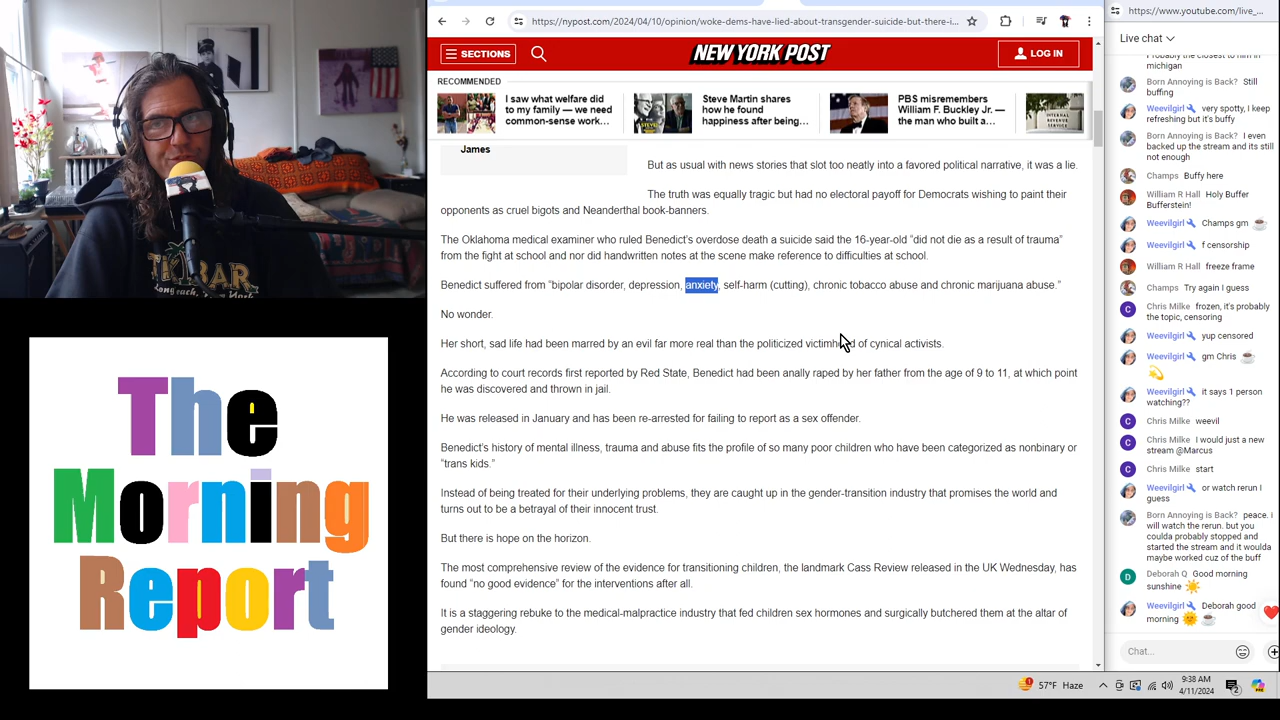 https://nypost.com/2024/04/10/opinion/woke-dems-have-lied-about-transgender-suicide-but-there-i...
SECTIONS
NEW YORK POST
LOG IN
RECOMMENDED
I saw what welfare did
to my family — we need
common-sense work...
Steve Martin shares
how he found
happiness after being...
PBS misremembers
William F. Buckley Jr. —
the man who built a...
James
But as usual with news stories that slot too neatly into a favored political narrative, it was a lie.
The truth was equally tragic but had no electoral payoff for Democrats wishing to paint their
opponents as cruel bigots and Neanderthal book-banners.
The Oklahoma medical examiner who ruled Benedict's overdose death a suicide said the 16-year-old "did not die as a result of trauma"
from the fight at school and nor did handwritten notes at the scene make reference to difficulties at school.
Benedict suffered from "bipolar disorder, depression, anxiety, self-harm (cutting), chronic tobacco abuse and chronic marijuana abuse."
No wonder.
Her short, sad life had been marred by an evil far more real than the politicized victimhood of cynical activists.
According to court records first reported by Red State, Benedict had been anally raped by her father from the age of 9 to 11, at which point
he was discovered and thrown in jail.
He was released in January and has been re-arrested for failing to report as a sex offender.
Benedict's history of mental illness, trauma and abuse fits the profile of so many poor children who have been categorized as nonbinary or
"trans kids."
Instead of being treated for their underlying problems, they are caught up in the gender-transition industry that promises the world and
turns out to be a betrayal of their innocent trust.
But there is hope on the horizon.
The most comprehensive review of the evidence for transitioning children, the landmark Cass Review released in the UK Wednesday, has
found "no good evidence" for the interventions after all.
It is a staggering rebuke to the medical-malpractice industry that fed children sex hormones and surgically butchered them at the altar of
gender ideology.
The
Morning
Report
https://www.youtube.com/live_...
Live chat
Probably the closest to him in
michigan
Born Annoying is Back? Still
buffing
Weevilgirl very spotty, I keep
refreshing but it's buffy
Born Annoying is Back? I even
backed up the stream and its still
not enough
Champs Buffy here
William R Hall Holy Buffer
Bufferstein!
Weevilgirl Champs gm
Weevilgirl f censorship
William R Hall freeze frame
Champs Try again I guess
Chris Milke frozen, it's probably
the topic, censoring
Weevilgirl yup censored
Weevilgirl gm Chris
Weevilgirl it says 1 person
watching??
Chris Milke weevil
Chris Milke I would just a new
stream @Marcus
Chris Milke start
Weevilgirl or watch rerun I
guess
Born Annoying is Back? peace. i
will watch the rerun. but you
coulda probably stopped and
started the stream and it woulda
maybe worked cuz of the buff
Deborah Q Good morning
sunshine
Weevilgirl Deborah good
morning
Chat...
57°F Haze
9:38 AM
4/11/2024